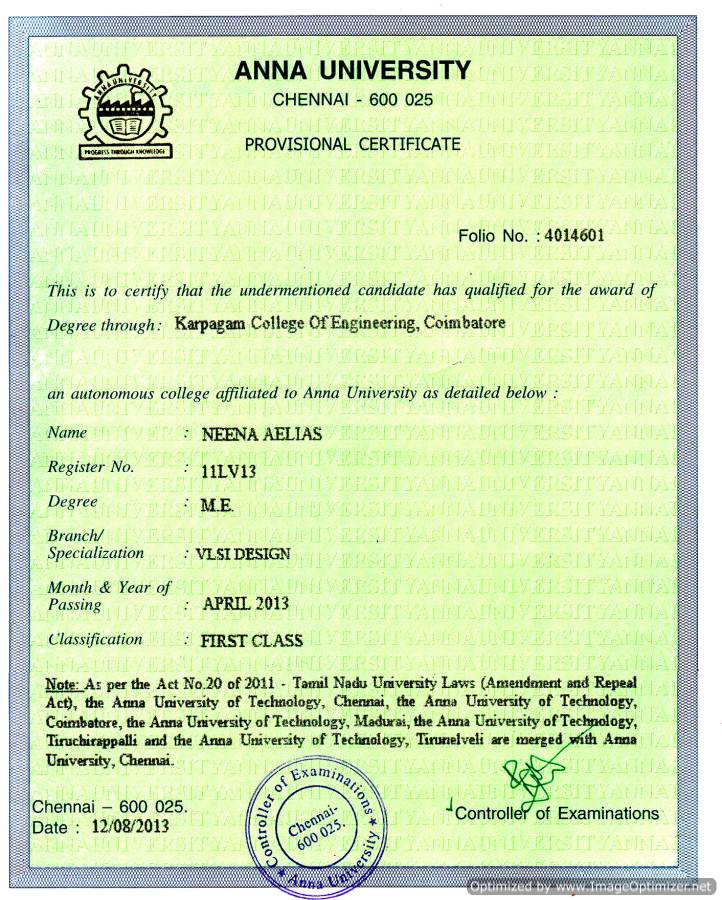 ANNA UNIVERSITY
CHENNAI - 600 025
ANNA UNIVERSITY
PROGRESS THROUGH KNOWLEDGE
PROVISIONAL CERTIFICATE
Folio No. : 4014601
This is to certify that the undermentioned candidate has qualified for the award of
Degree through: Karpagam College Of Engineering, Coimbatore
an autonomous college affiliated to Anna University as detailed below :
Name : NEENA AELIAS
Register No. : 11LV13
Degree : M.E.
Branch/
Specialization : VLSI DESIGN
Month & Year of
Passing : APRIL 2013
Classification : FIRST CLASS
Note: As per the Act No.20 of 2011 - Tamil Nadu University Laws (Amendment and Repeal
Act), the Anna University of Technology, Chennai, the Anna University of Technology,
Coimbatore, the Anna University of Technology, Madurai, the Anna University of Technology,
Tiruchirappalli and the Anna University of Technology, Tirunelveli are merged with Anna
University, Chennai.
Chennai – 600 025.
Date : 12/08/2013
Controller of Examinations
★ Anna University ★
Chennai-
600 025.
Controller of Examinations
Optimized by www.ImageOptimizer.net